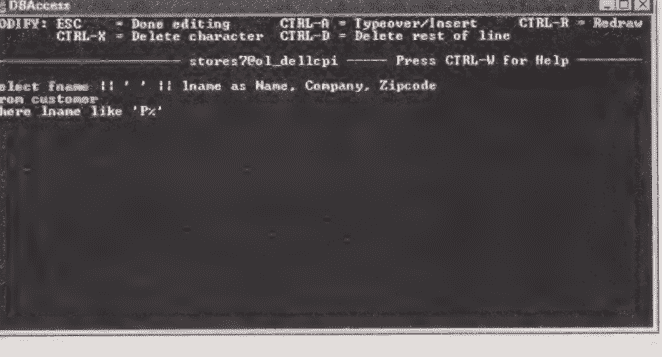 DBAccess
ODIFY: ESC = Done editing CTRL-A = Typeover/Insert CTRL-R = Redraw
CTRL-X = Delete character CTRL-D = Delete rest of line
stores7@ol_dellcpi Press CTRL-W for Help
elect fname || ' ' || lname as Name, Company, Zipcode
rom customer
here lname like 'P%'